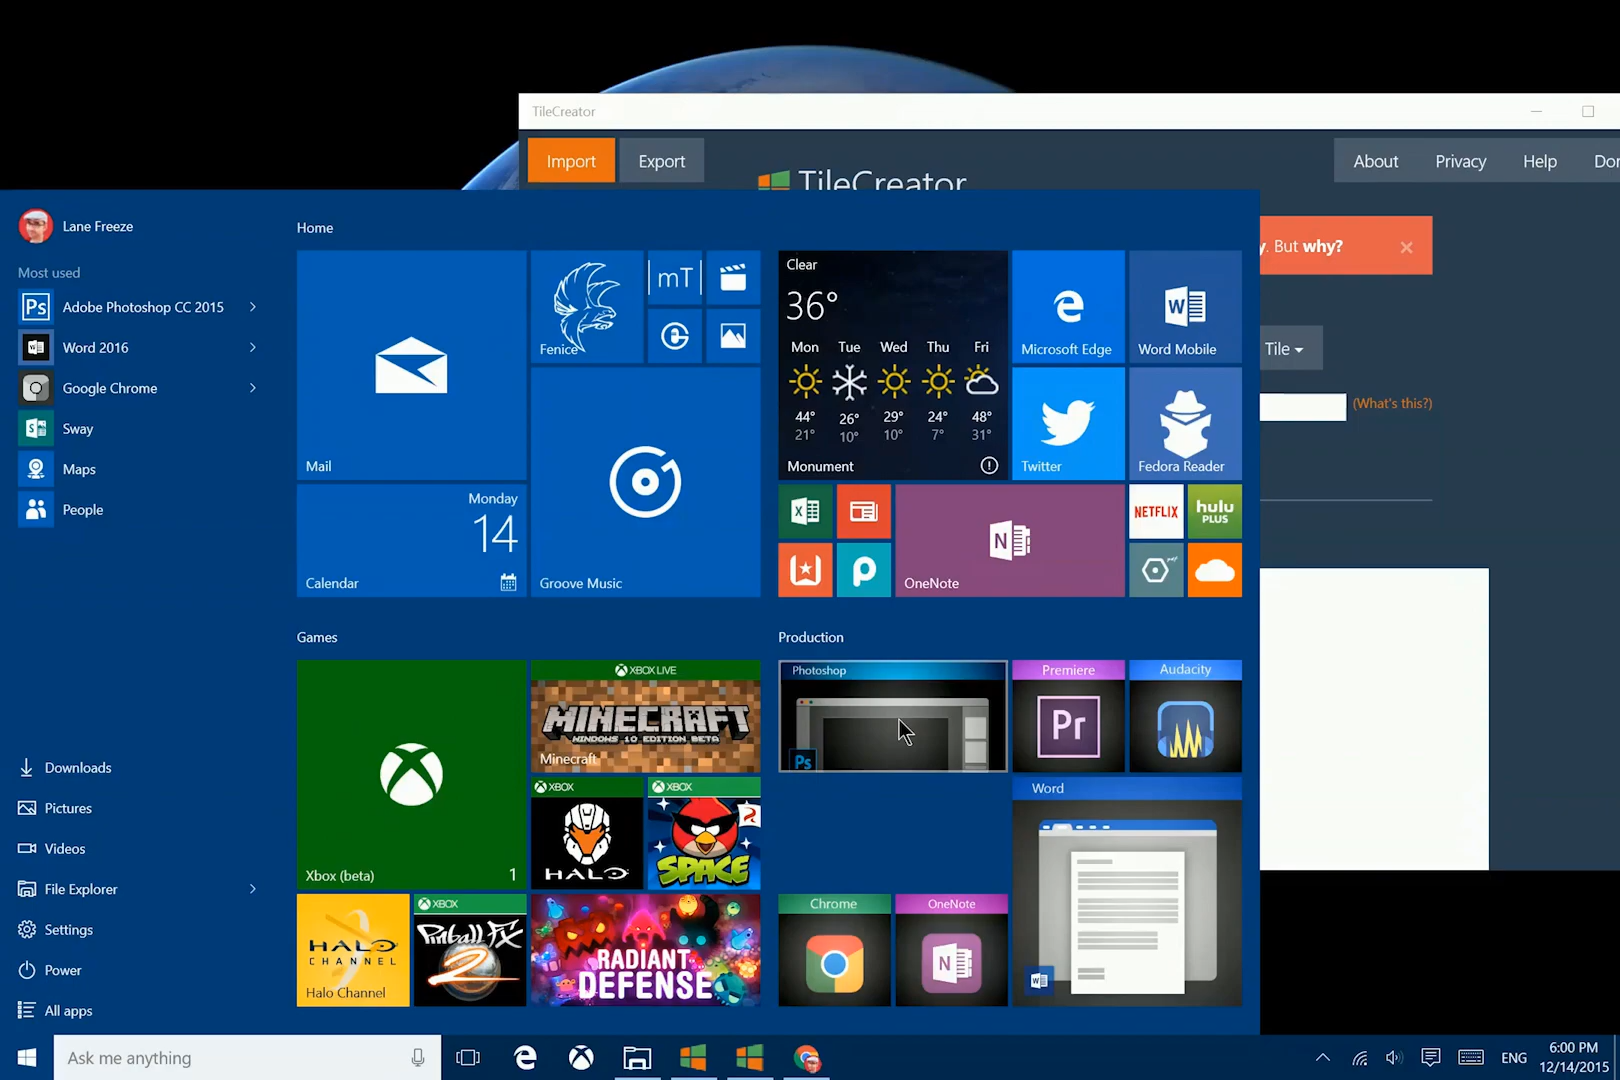 TileCreator
Import
Export
TileCreator
About
Privacy
Help
Don
y. But why?
Tile
(What's this?)
Lane Freeze
Most used
Ps
Adobe Photoshop CC 2015
Word 2016
Google Chrome
Sway
Maps
People
Downloads
Pictures
Videos
File Explorer
Settings
Power
All apps
Home
Mail
Fenice
mT
Monday
14
Calendar
Groove Music
Clear
36°
Mon Tue Wed Thu Fri
44° 26° 29° 24° 48°
21° 10° 10° 7° 31°
Monument
Microsoft Edge
Word Mobile
Twitter
Fedora Reader
OneNote
NETFLIX
hulu
PLUS
Games
Xbox (beta)
1
XBOX LIVE
MINECRAFT
WINDOWS 10 EDITION BETA
Minecraft
XBOX
HALO
XBOX
SPACE
HALO
CHANNEL
Halo Channel
XBOX
Pinball FX
2
RADIANT
DEFENSE
Production
Photoshop
Ps
Premiere
Pr
Audacity
Word
Chrome
OneNote
N
Ask me anything
ENG
6:00 PM
12/14/2015